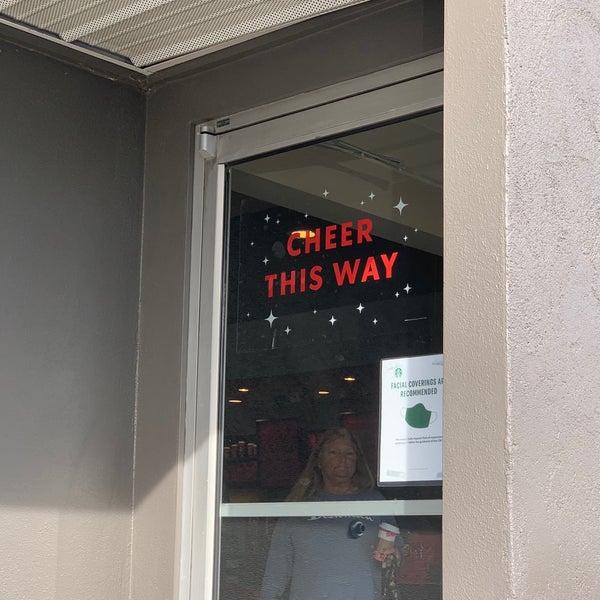 CHEER
THIS WAY
FACIAL COVERINGS AR
RECOMMENDED